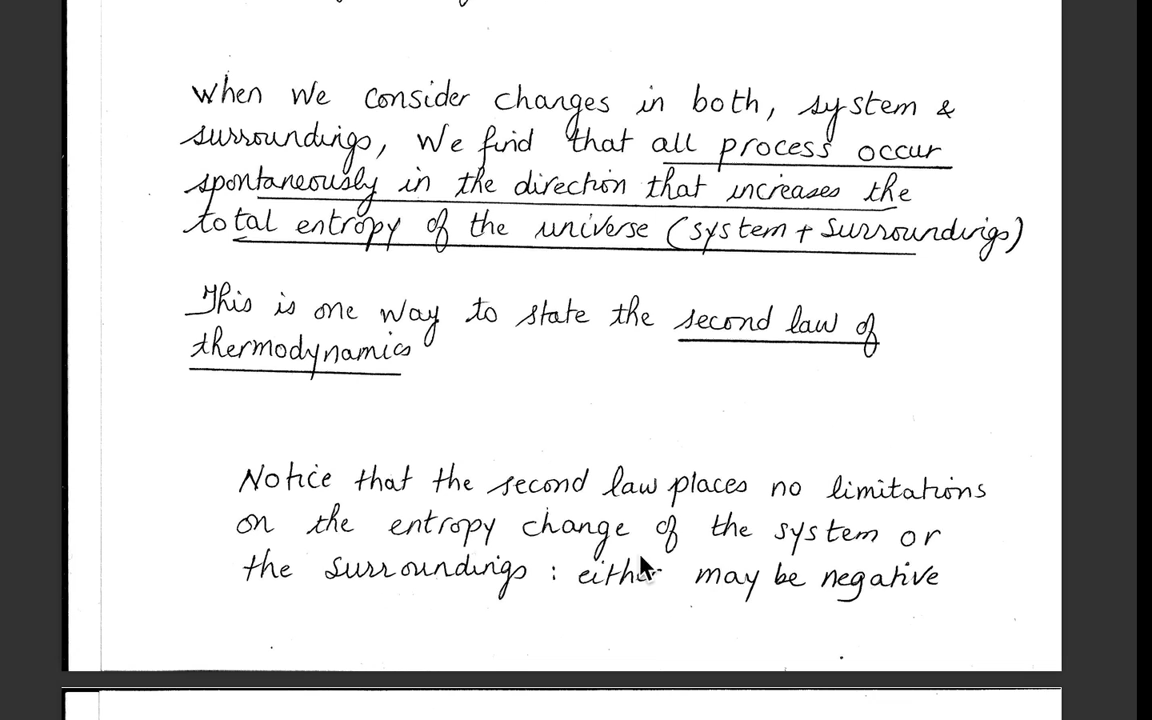 When we consider changes in both, system &
surroundings, we find that all process occur
spontaneously in the direction that increases the
total entropy of the universe (system + surroundings)
This is one way to state the second law of
thermodynamics
Notice that the second law places no limitations
on the entropy change of the system or
the surroundings : either may be negative